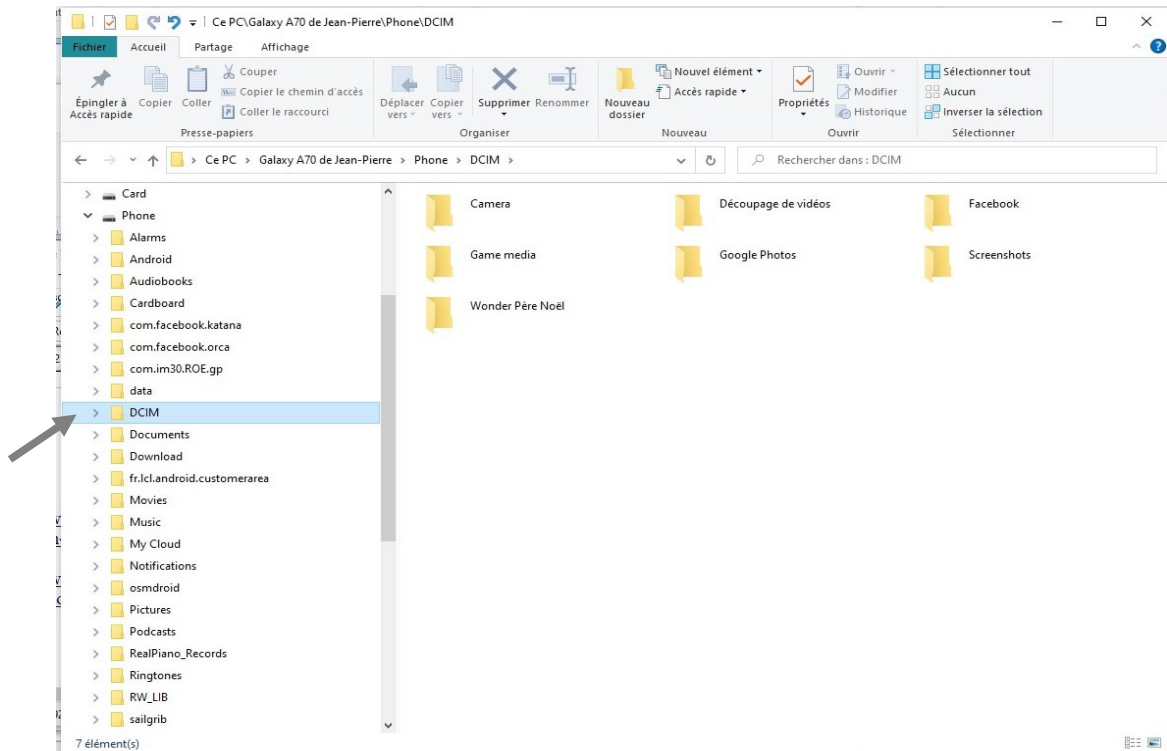 Ce PC\Galaxy A70 de Jean-Pierre\Phone\DCIM
Fichier Accueil Partage Affichage
Épingler à Accès rapide
Copier
Coller
Couper
Copier le chemin d'accès
Coller le raccourci
Presse-papiers
Déplacer vers
Copier vers
Supprimer
Renommer
Organiser
Nouveau dossier
Nouvel élément
Accès rapide
Nouveau
Propriétés
Ouvrir
Modifier
Historique
Ouvrir
Sélectionner tout
Aucun
Inverser la sélection
Sélectionner
Ce PC > Galaxy A70 de Jean-Pierre > Phone > DCIM >
Rechercher dans : DCIM
Card
Phone
Alarms
Android
Audiobooks
Cardboard
com.facebook.katana
com.facebook.orca
com.im30.ROE.gp
data
DCIM
Documents
Download
fr.lcl.android.customerarea
Movies
Music
My Cloud
Notifications
osmdroid
Pictures
Podcasts
RealPiano_Records
Ringtones
RW_LIB
sailgrib
Camera Découpage de vidéos Facebook
Game media Google Photos Screenshots
Wonder Père Noël
7 élément(s)